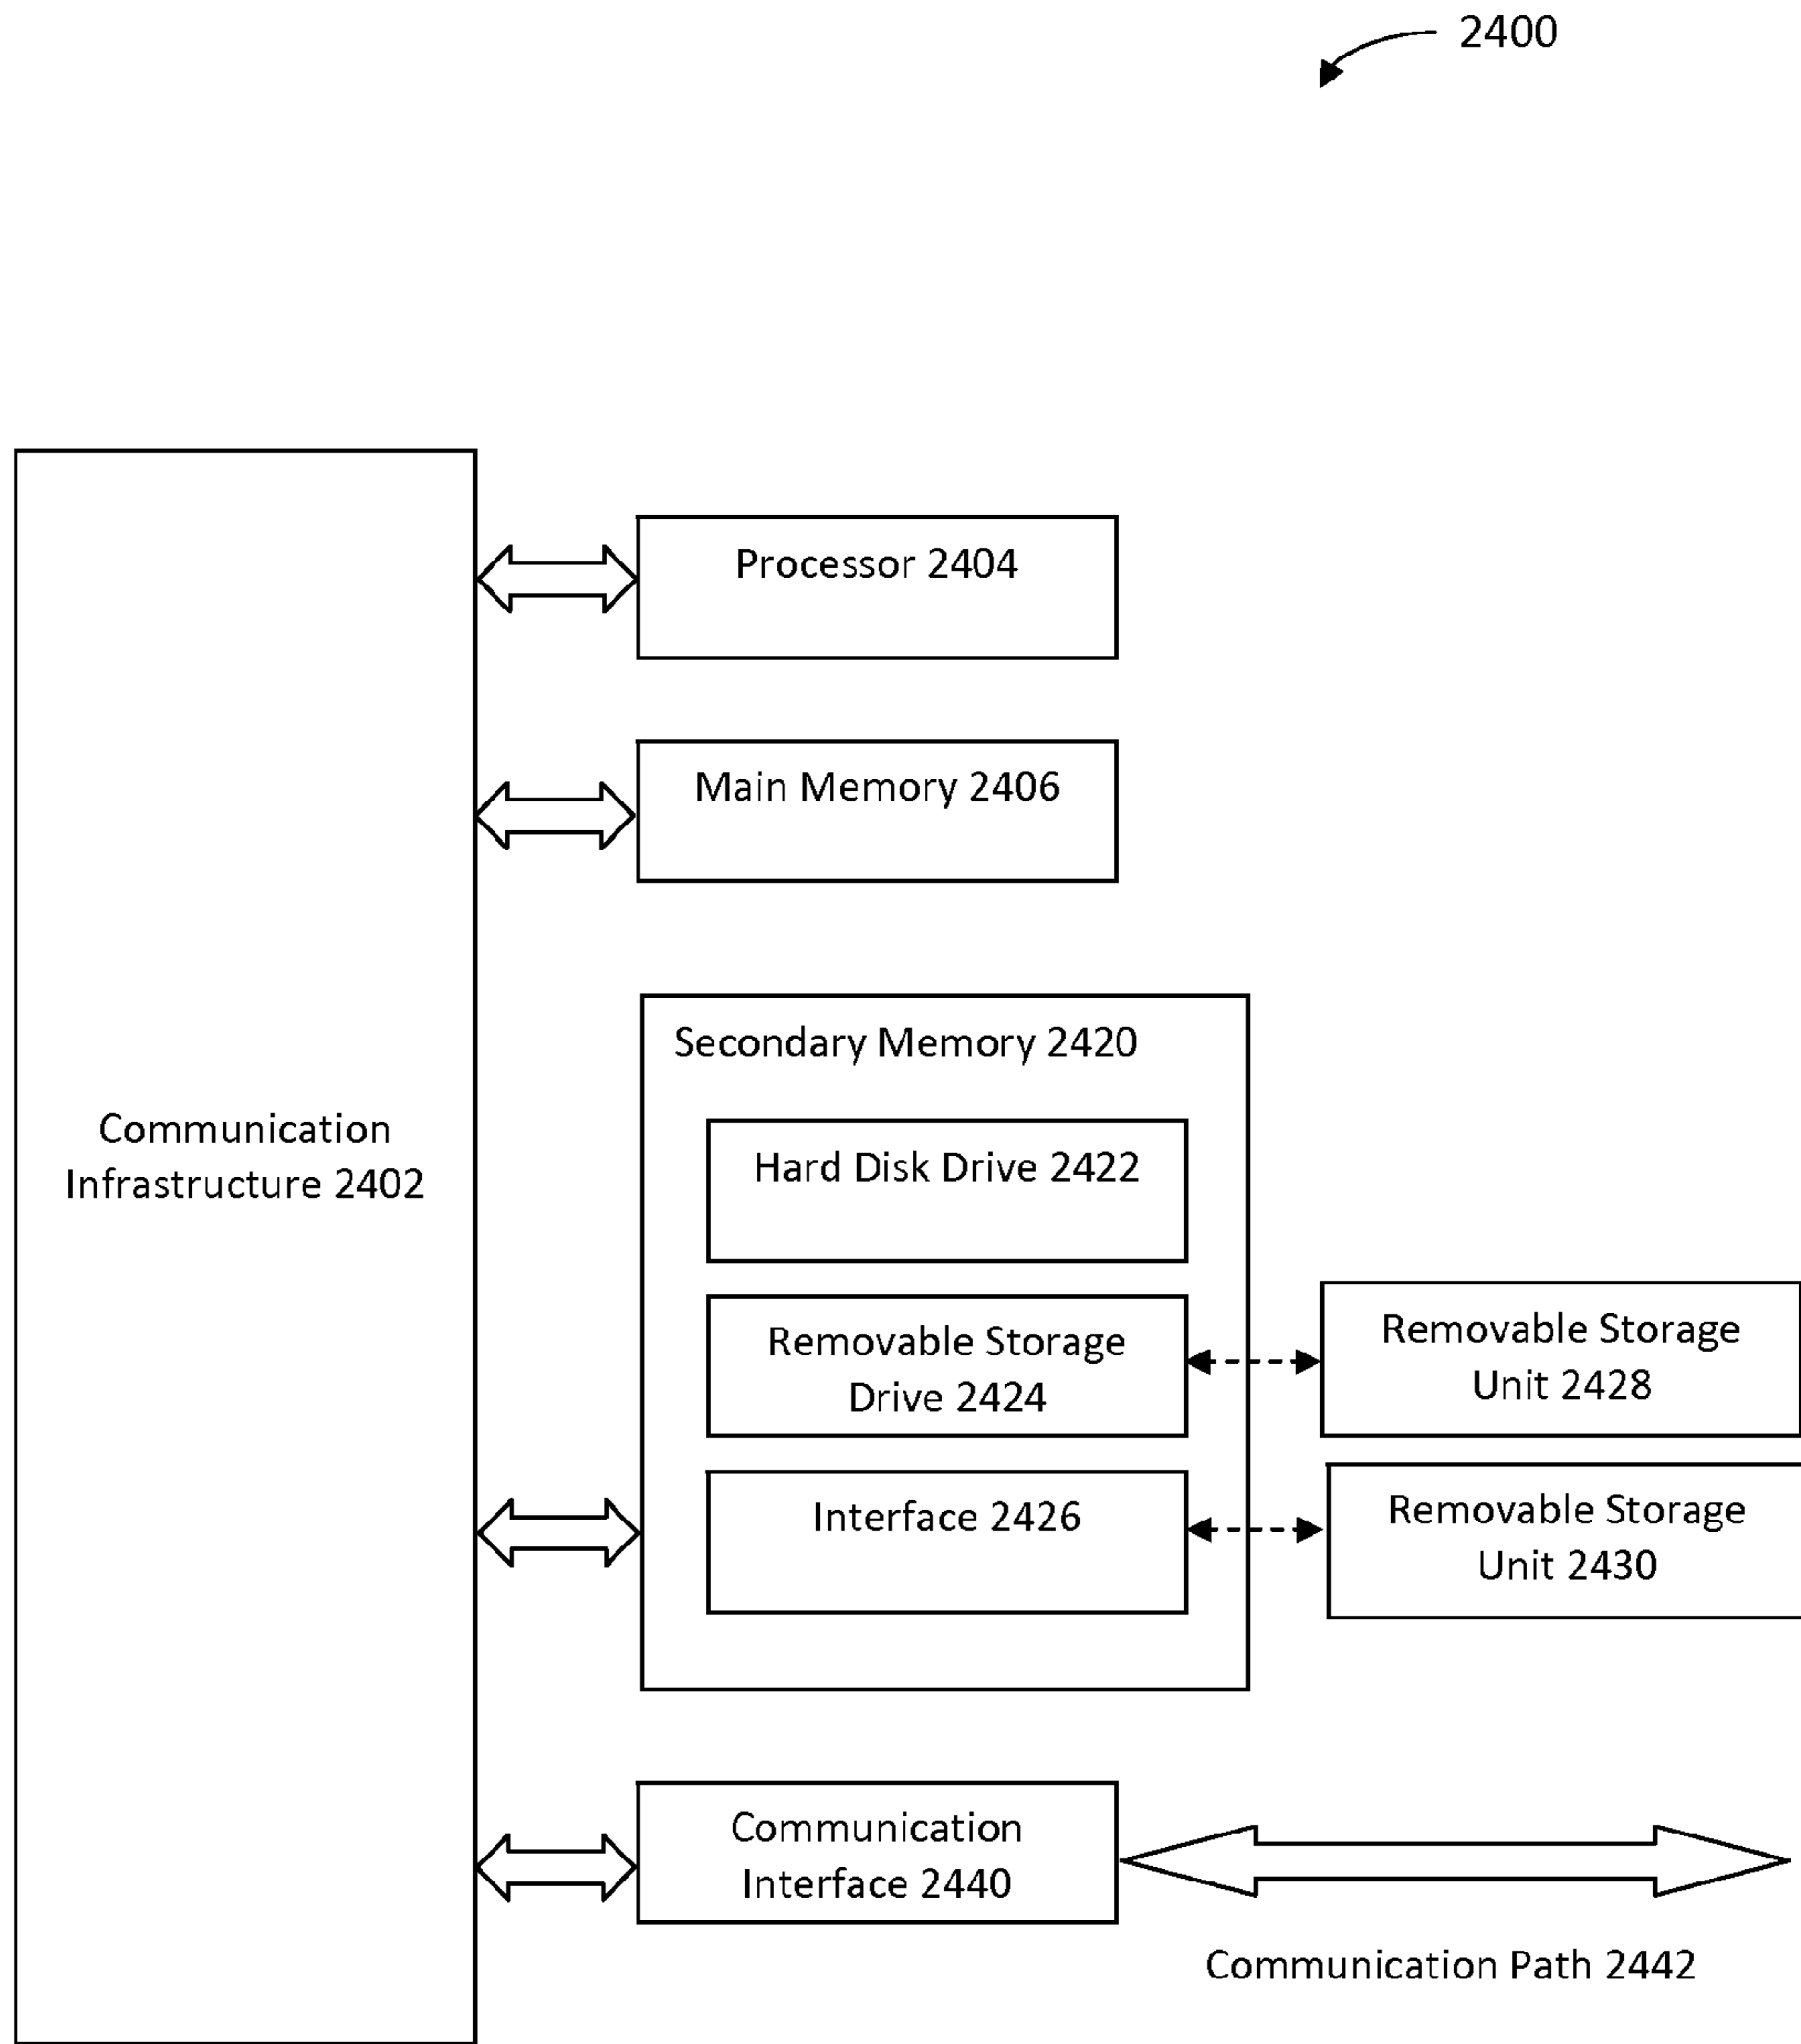 2400
Processor 2404
Main Memory 2406
Secondary Memory 2420
Communication
Infrastructure 2402
Hard Disk Drive 2422
Removable Storage
Drive 2424
Removable Storage
Unit 2428
Interface 2426
Removable Storage
Unit 2430
Communication
Interface 2440
Communication Path 2442